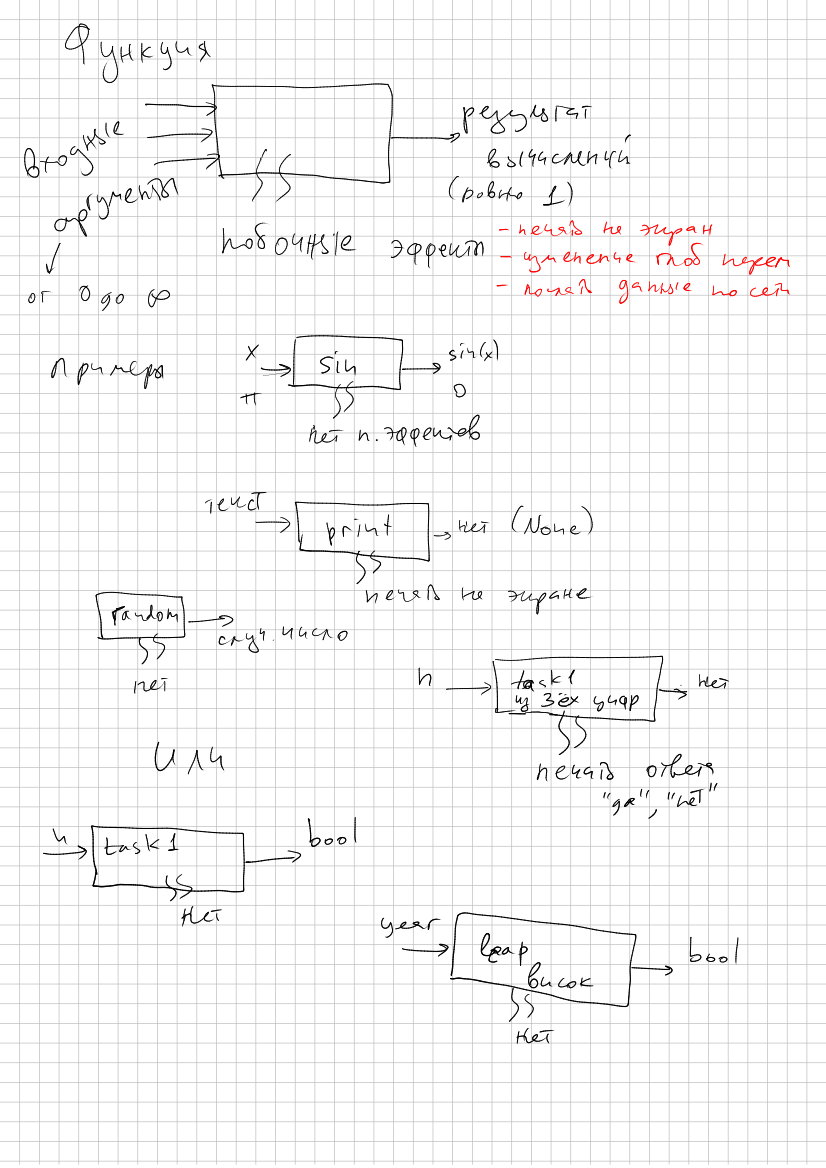 Функция
входные
аргументы
от 0 до ∞
результат
вычислений
(ровно 1)
побочные эффекты
- печать на экран
- изменение глоб перем
- послать данные по сети
примеры
x
π
sin
sin(x)
0
нет п. эффектов
текст
print
нет (None)
печать на экране
random
случ. число
нет
n
task1
из 3ёх цифр
нет
печать ответа
"да", "нет"
или
n
task1
bool
нет
year
leap
висок
bool
нет